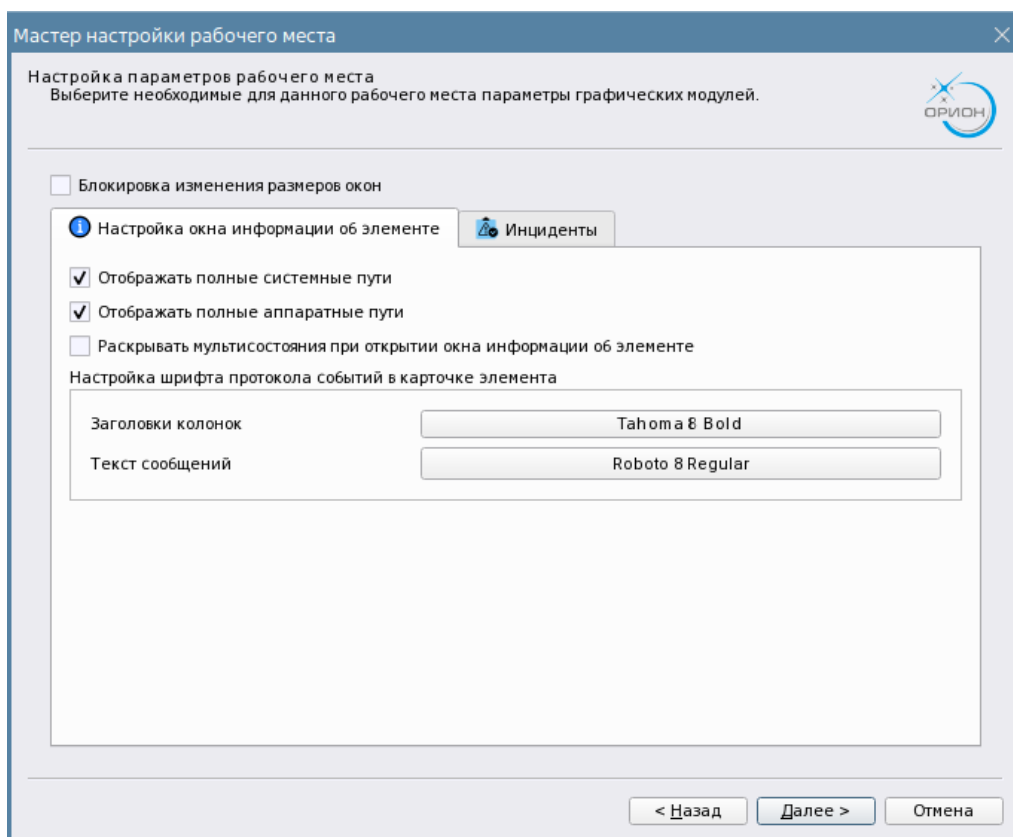 Мастер настройки рабочего места
Настройка параметров рабочего места
Выберите необходимые для данного рабочего места параметры графических модулей.
ОРИОН
Блокировка изменения размеров окон
Настройка окна информации об элементе
Инциденты
Отображать полные системные пути
Отображать полные аппаратные пути
Раскрывать мультисостояния при открытии окна информации об элементе
Настройка шрифта протокола событий в карточке элемента
Заголовки колонок
Tahoma 8 Bold
Текст сообщений
Roboto 8 Regular
< Назад
Далее >
Отмена